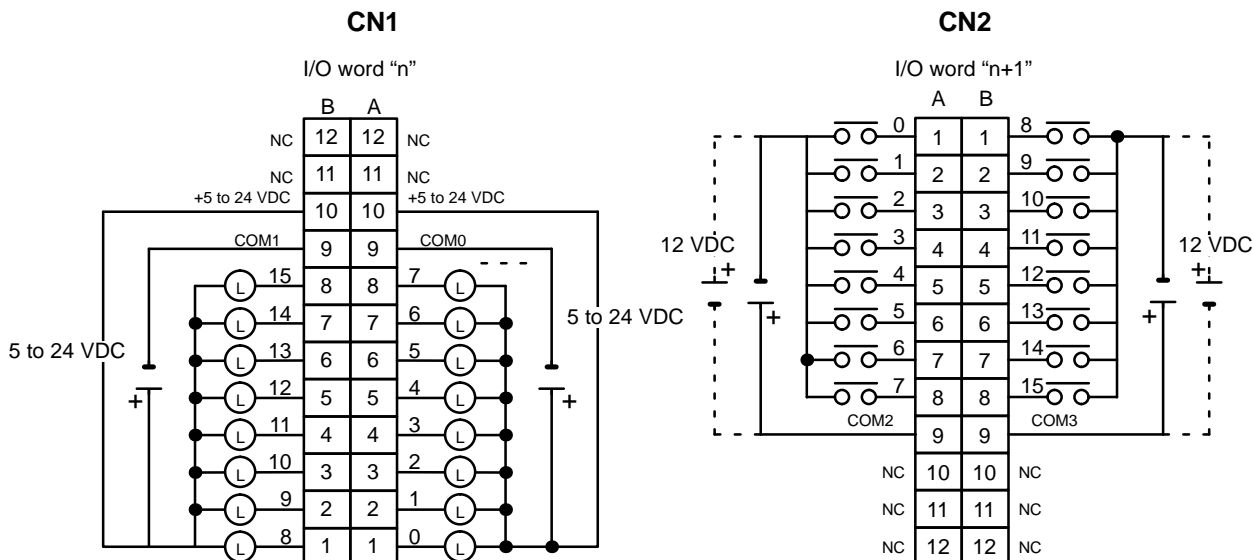 CN1
CN2
I/O word “n”
I/O word “n+1”
B A
A B
NC 12 12 NC
NC 11 11 NC
+5 to 24 VDC 10 10 +5 to 24 VDC
COM1 9 9 COM0
L 15 8 8 7 L
L 14 7 7 6 L
L 13 6 6 5 L
L 12 5 5 4 L
L 11 4 4 3 L
L 10 3 3 2 L
L 9 2 2 1 L
L 8 1 1 0 L
5 to 24 VDC
+
5 to 24 VDC
+
0 1 1 8
1 2 2 9
2 3 3 10
3 4 4 11
4 5 5 12
5 6 6 13
6 7 7 14
7 8 8 15
COM2 9 9 COM3
NC 10 10 NC
NC 11 11 NC
NC 12 12 NC
12 VDC
+
+
12 VDC
+
+